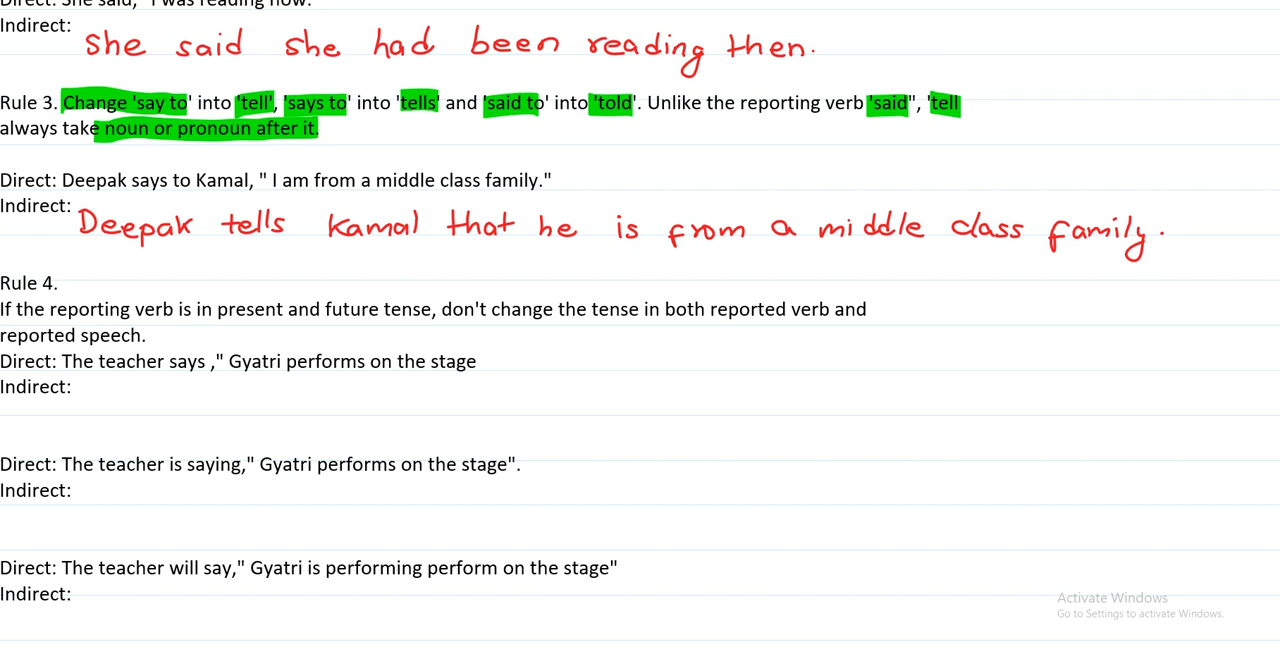 Direct: She said, "I was reading now."
Indirect:
She said she had been reading then.
Rule 3. Change 'say to' into 'tell', 'says to' into 'tells' and 'said to' into 'told'. Unlike the reporting verb 'said", 'tell
always take noun or pronoun after it.
Direct: Deepak says to Kamal, " I am from a middle class family."
Indirect:
Deepak tells Kamal that he is from a middle class family.
Rule 4.
If the reporting verb is in present and future tense, don't change the tense in both reported verb and
reported speech.
Direct: The teacher says ," Gyatri performs on the stage
Indirect:
Direct: The teacher is saying," Gyatri performs on the stage".
Indirect:
Direct: The teacher will say," Gyatri is performing perform on the stage"
Indirect:
Activate Windows
Go to Settings to activate Windows.